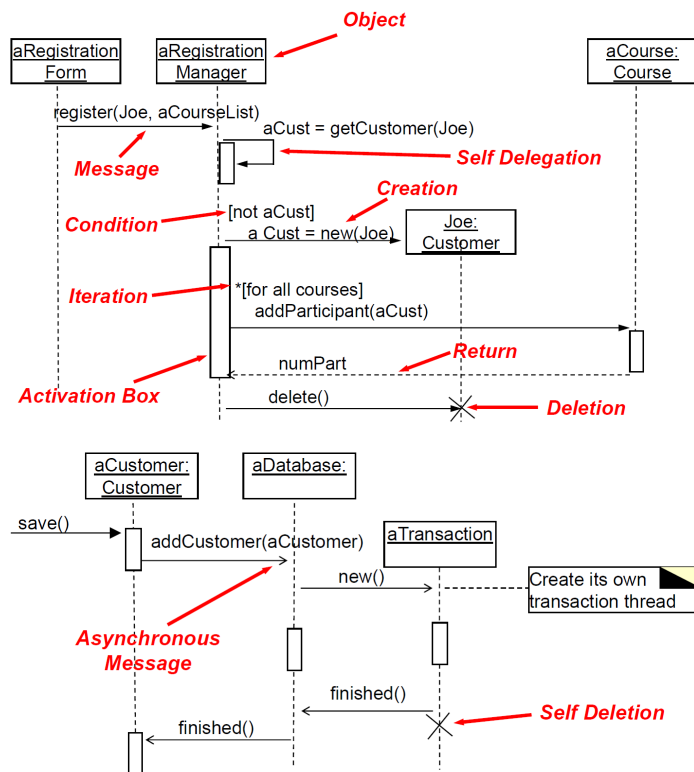 Object
aRegistration
Form
aRegistration
Manager
aCourse:
Course
register(Joe, aCourseList)
aCust = getCustomer(Joe)
Message
Self Delegation
Creation
Condition
[not aCust]
a Cust = new(Joe)
Joe:
Customer
Iteration
*[for all courses]
addParticipant(aCust)
Return
numPart
Activation Box
delete()
Deletion
aCustomer:
Customer
aDatabase:
save()
addCustomer(aCustomer)
aTransaction
new()
Create its own
transaction thread
Asynchronous
Message
finished()
Self Deletion
finished()